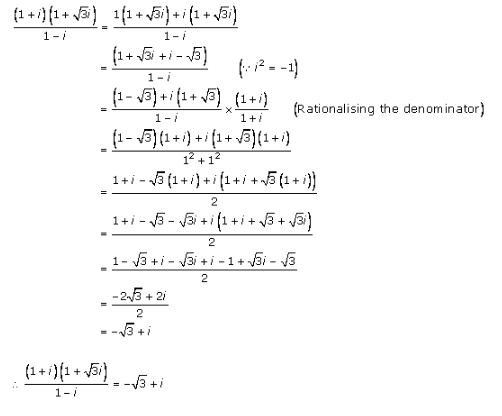 (1+i)(1+√3i)/(1−i) = (1(1+√3i)+i(1+√3i))/(1−i)
= (1+√3i+i−√3)/(1−i) (∵ i² = −1)
= ((1−√3)+i(1+√3))/(1−i) × (1+i)/(1+i) (Rationalising the denominator)
= ((1−√3)(1+i)+i(1+√3)(1+i))/(1²+1²)
= (1+i−√3(1+i)+i(1+i+√3(1+i)))/2
= (1+i−√3−√3i+i(1+i+√3+√3i))/2
= (1−√3+i−√3i+i−1+√3i−√3)/2
= (−2√3+2i)/2
= −√3+i
∴ (1+i)(1+√3i)/(1−i) = −√3+i